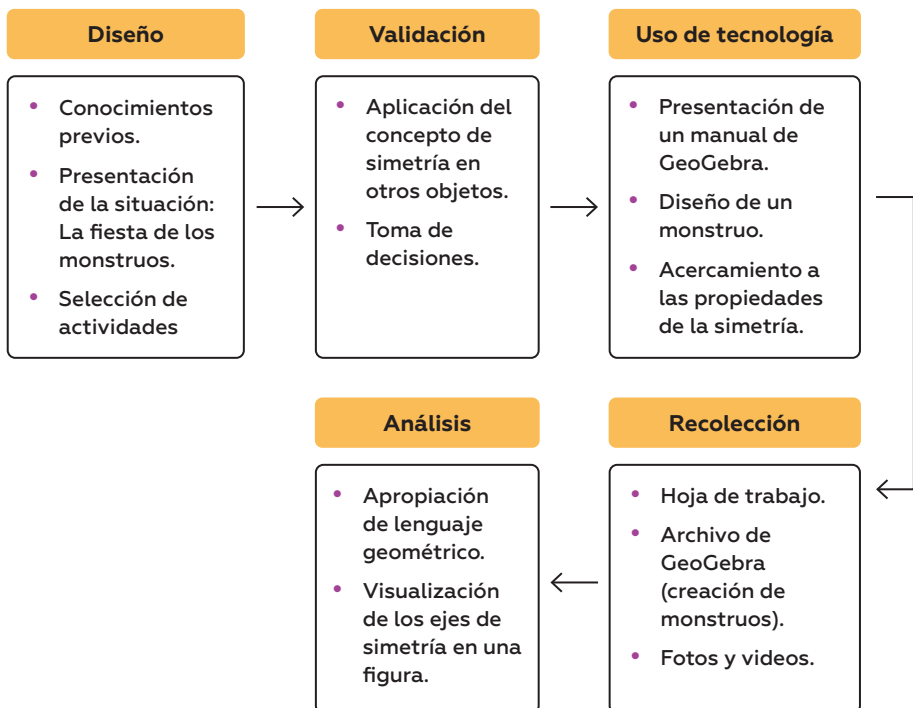 Diseño
• Conocimientos
previos.
• Presentación
de la situación:
La fiesta de los
monstruos.
• Selección de
actividades
Validación
• Aplicación del
concepto de
simetría en
otros objetos.
• Toma de
decisiones.
Uso de tecnología
• Presentación de
un manual de
GeoGebra.
• Diseño de un
monstruo.
• Acercamiento a
las propiedades
de la simetría.
Recolección
• Hoja de trabajo.
• Archivo de
GeoGebra
(creación de
monstruos).
• Fotos y videos.
Análisis
• Apropiación
de lenguaje
geométrico.
• Visualización
de los ejes de
simetría en una
figura.